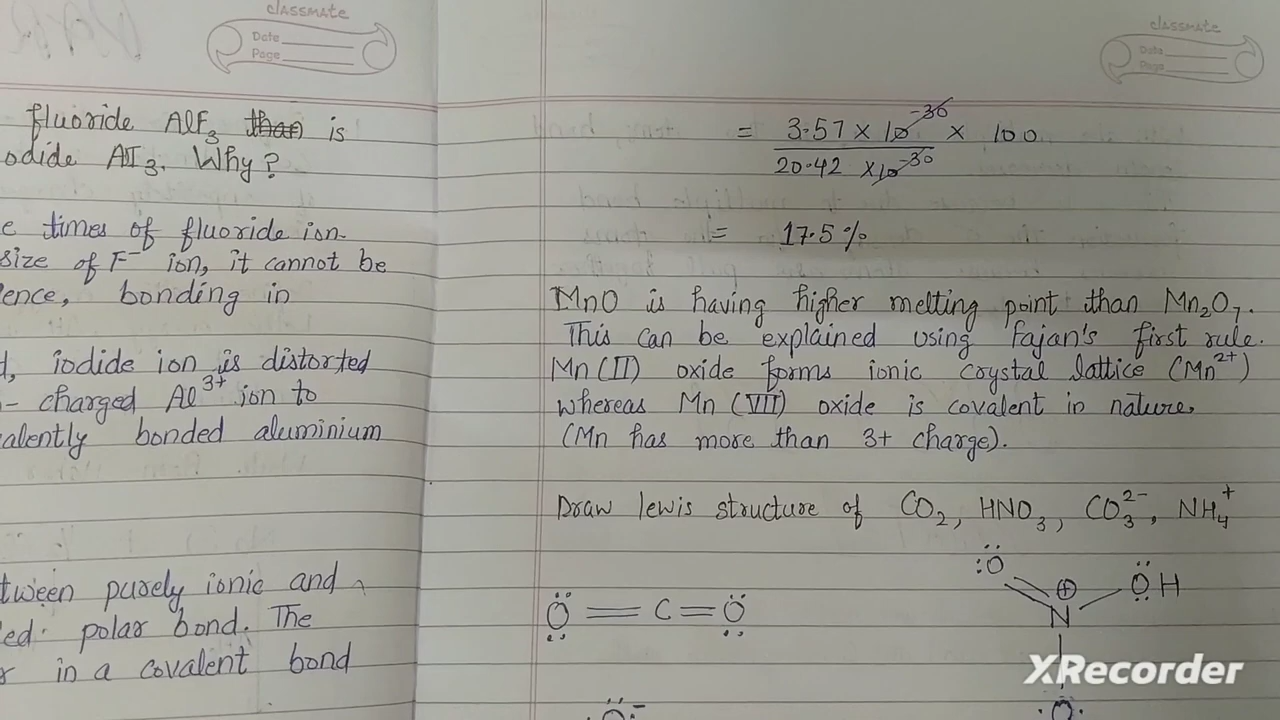 classmate
Date
Page
fluoride AlF3 is
odide AlI3. Why?
e times of fluoride ion.
size of F⁻ ion, it cannot be
ence, bonding in
d, iodide ion is distorted
- charged Al³⁺ ion to
alently bonded aluminium
tween purely ionic and
ed. polar bond. The
r in a covalent bond
classmate
Date
Page
= 3.57 × 10⁻³⁰ × 100
20.42 × 10⁻³⁰
= 17.5%
MnO is having higher melting point than Mn₂O₇.
This can be explained using Fajan's first rule.
Mn (II) oxide forms ionic crystal lattice (Mn²⁺)
whereas Mn (VII) oxide is covalent in nature.
(Mn has more than 3+ charge).
Draw lewis structure of CO₂, HNO₃, CO₃²⁻, NH₄⁺
O = C = O
O
⊕ OH
N
O
O⁻
XRecorder